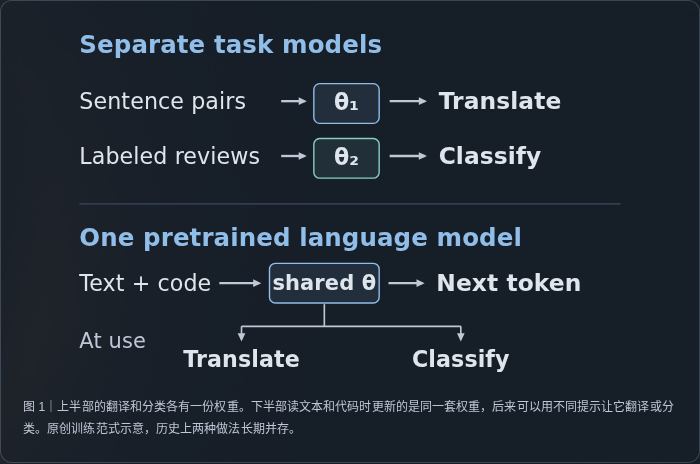 Separate task models
Sentence pairs θ₁ Translate
Labeled reviews θ₂ Classify
One pretrained language model
Text + code shared θ Next token
At use
Translate Classify
图 1｜上半部的翻译和分类各有一份权重。下半部读文本和代码时更新的是同一套权重，后来可以用不同提示让它翻译或分
类。原创训练范式示意，历史上两种做法长期并存。